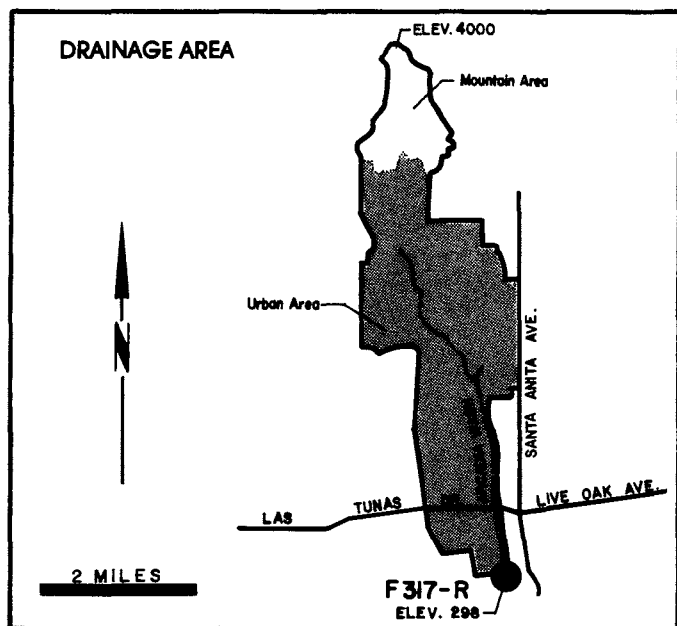 DRAINAGE AREA
ELEV. 4000
Mountain Area
N
Urban Area
SANTA ANITA AVE.
LAS TUNAS DR. LIVE OAK AVE.
2 MILES
F317-R
ELEV. 298